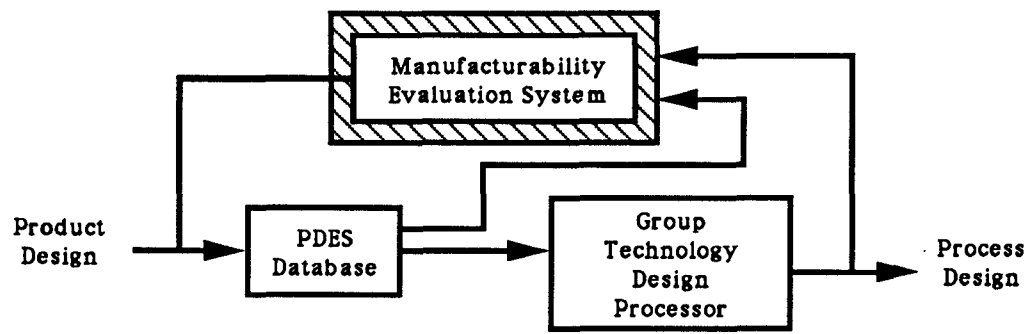 Manufacturability
Evaluation System
Product
Design
PDES
Database
Group
Technology
Design
Processor
Process
Design